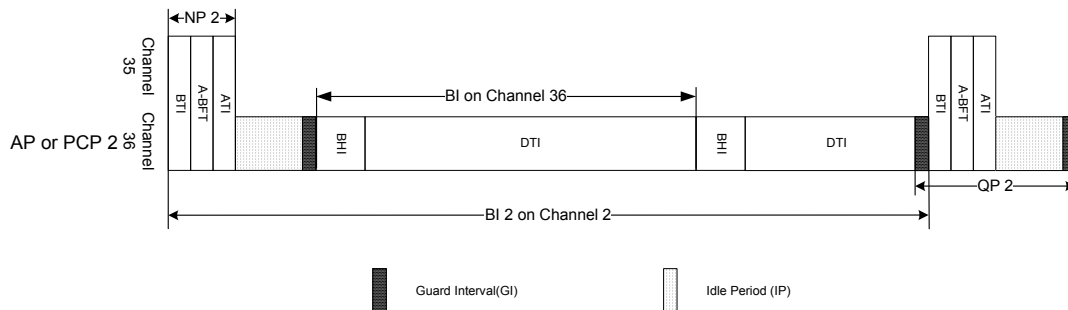 NP 2
Channel
35
BTI
A-BFT
ATI
BI on Channel 36
BTI
A-BFT
ATI
AP or PCP 2
Channel
36
BHI
DTI
BHI
DTI
QP 2
BI 2 on Channel 2
Guard Interval(GI)
Idle Period (IP)